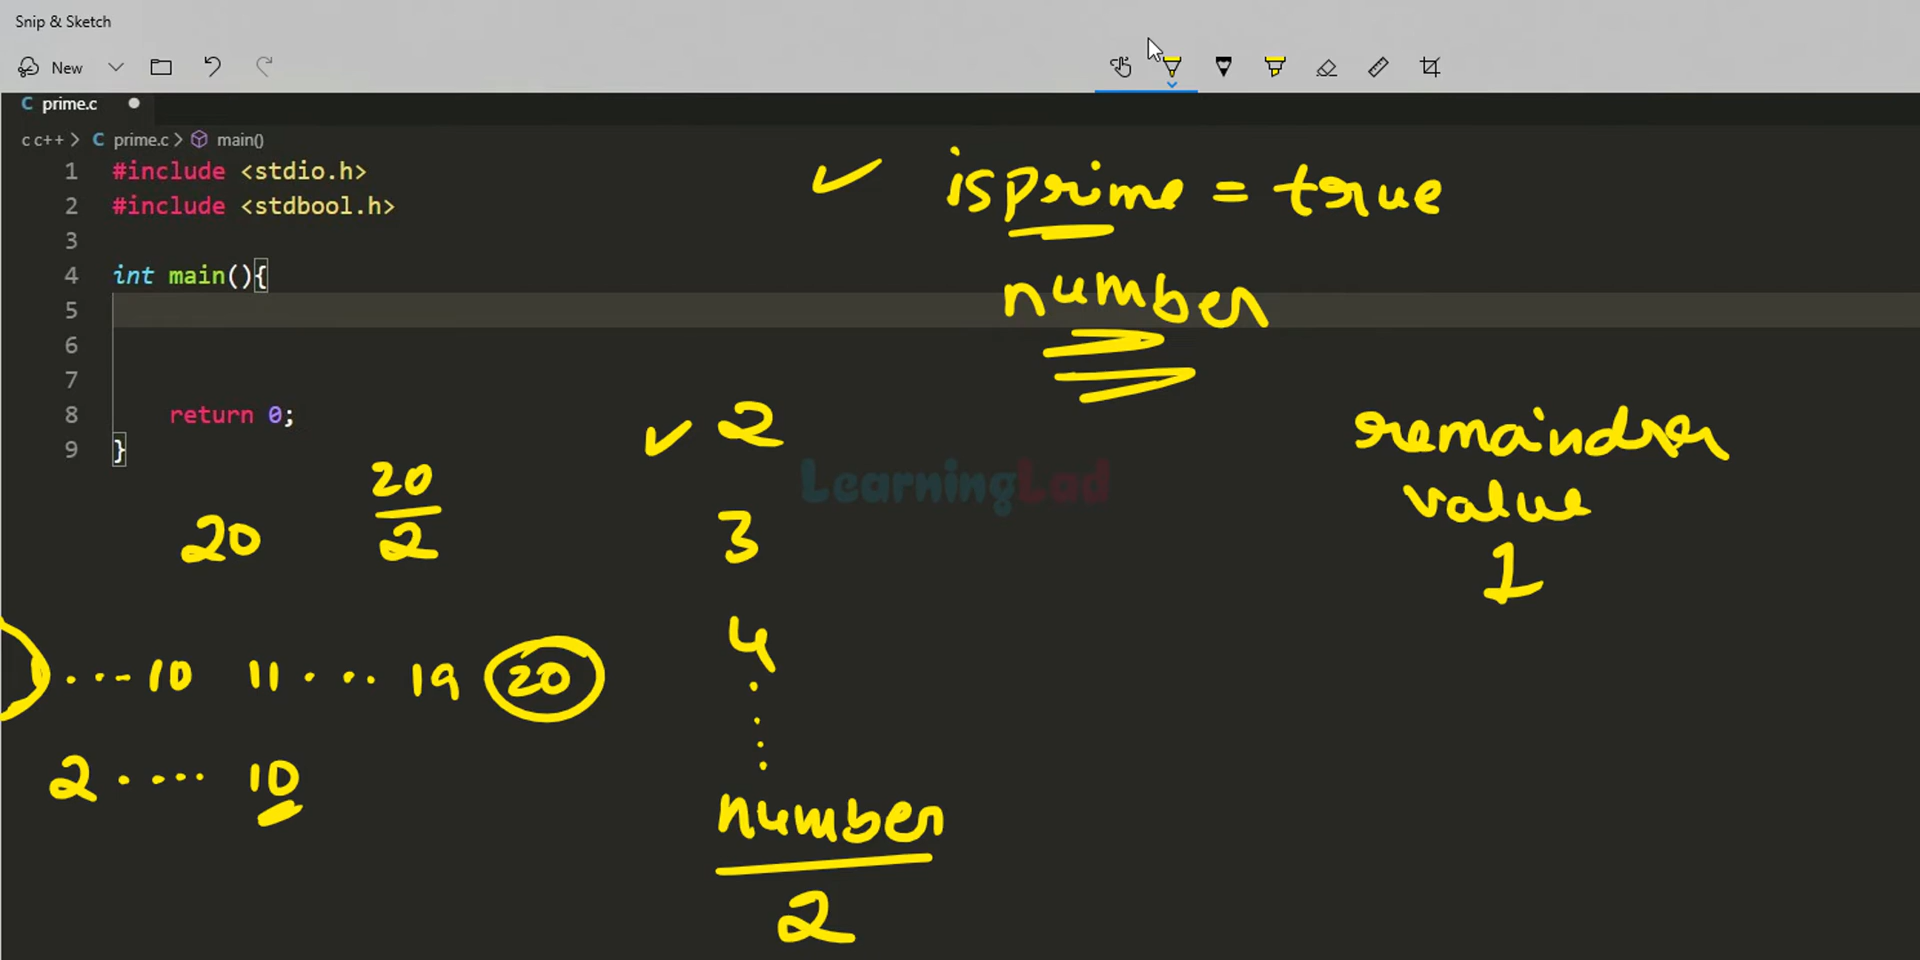 Snip & Sketch
New
C prime.c
c c++ > C prime.c > main()
1 #include <stdio.h>
2 #include <stdbool.h>
3
4 int main(){
5
6
7
8 return 0;
9 }
✓ isprime = true
number
remaindrer
value
1
✓ 2
3
4
.
.
.
.
number
2
LearningLad
20
20
2
...10 11 ... 19 20
2 .... 10